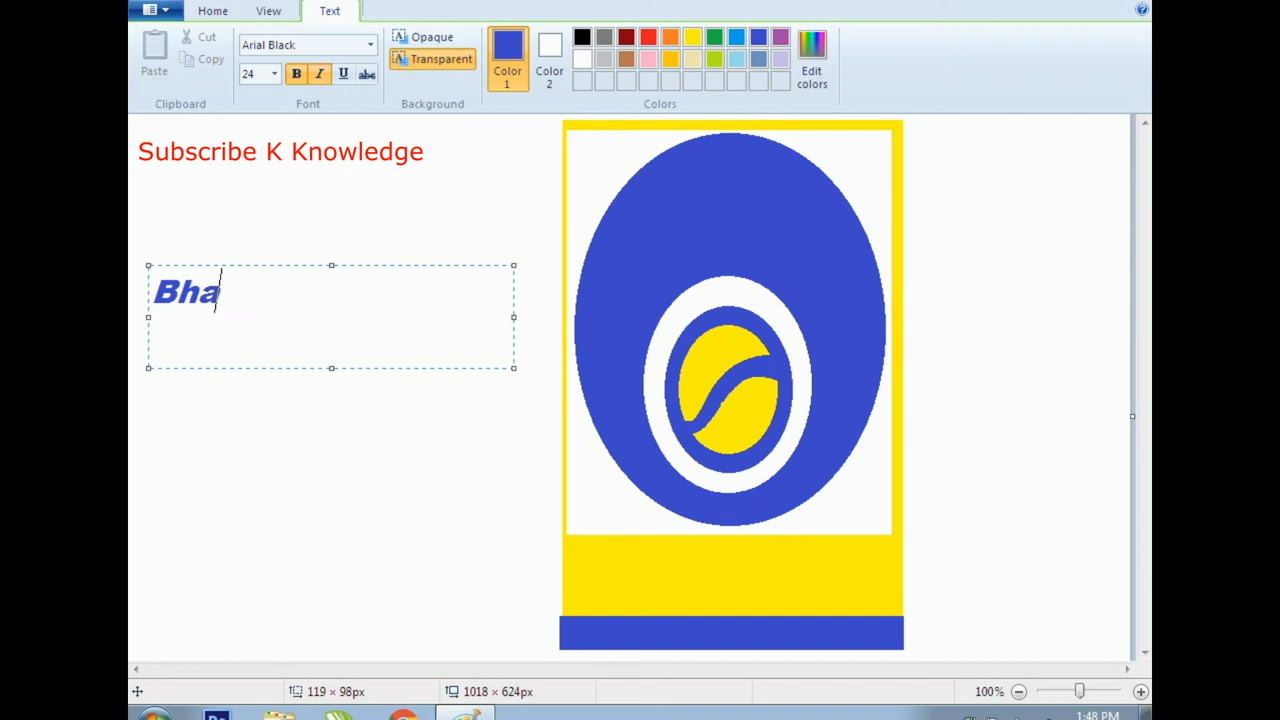 Home View Text
Cut
Copy
Paste
Clipboard
Arial Black
24 B I U abc
Font
Opaque
Transparent
Background
Color 1
Color 2
Edit colors
Colors
Subscribe K Knowledge
Bha
119 × 98px
1018 × 624px
100%
1:48 PM